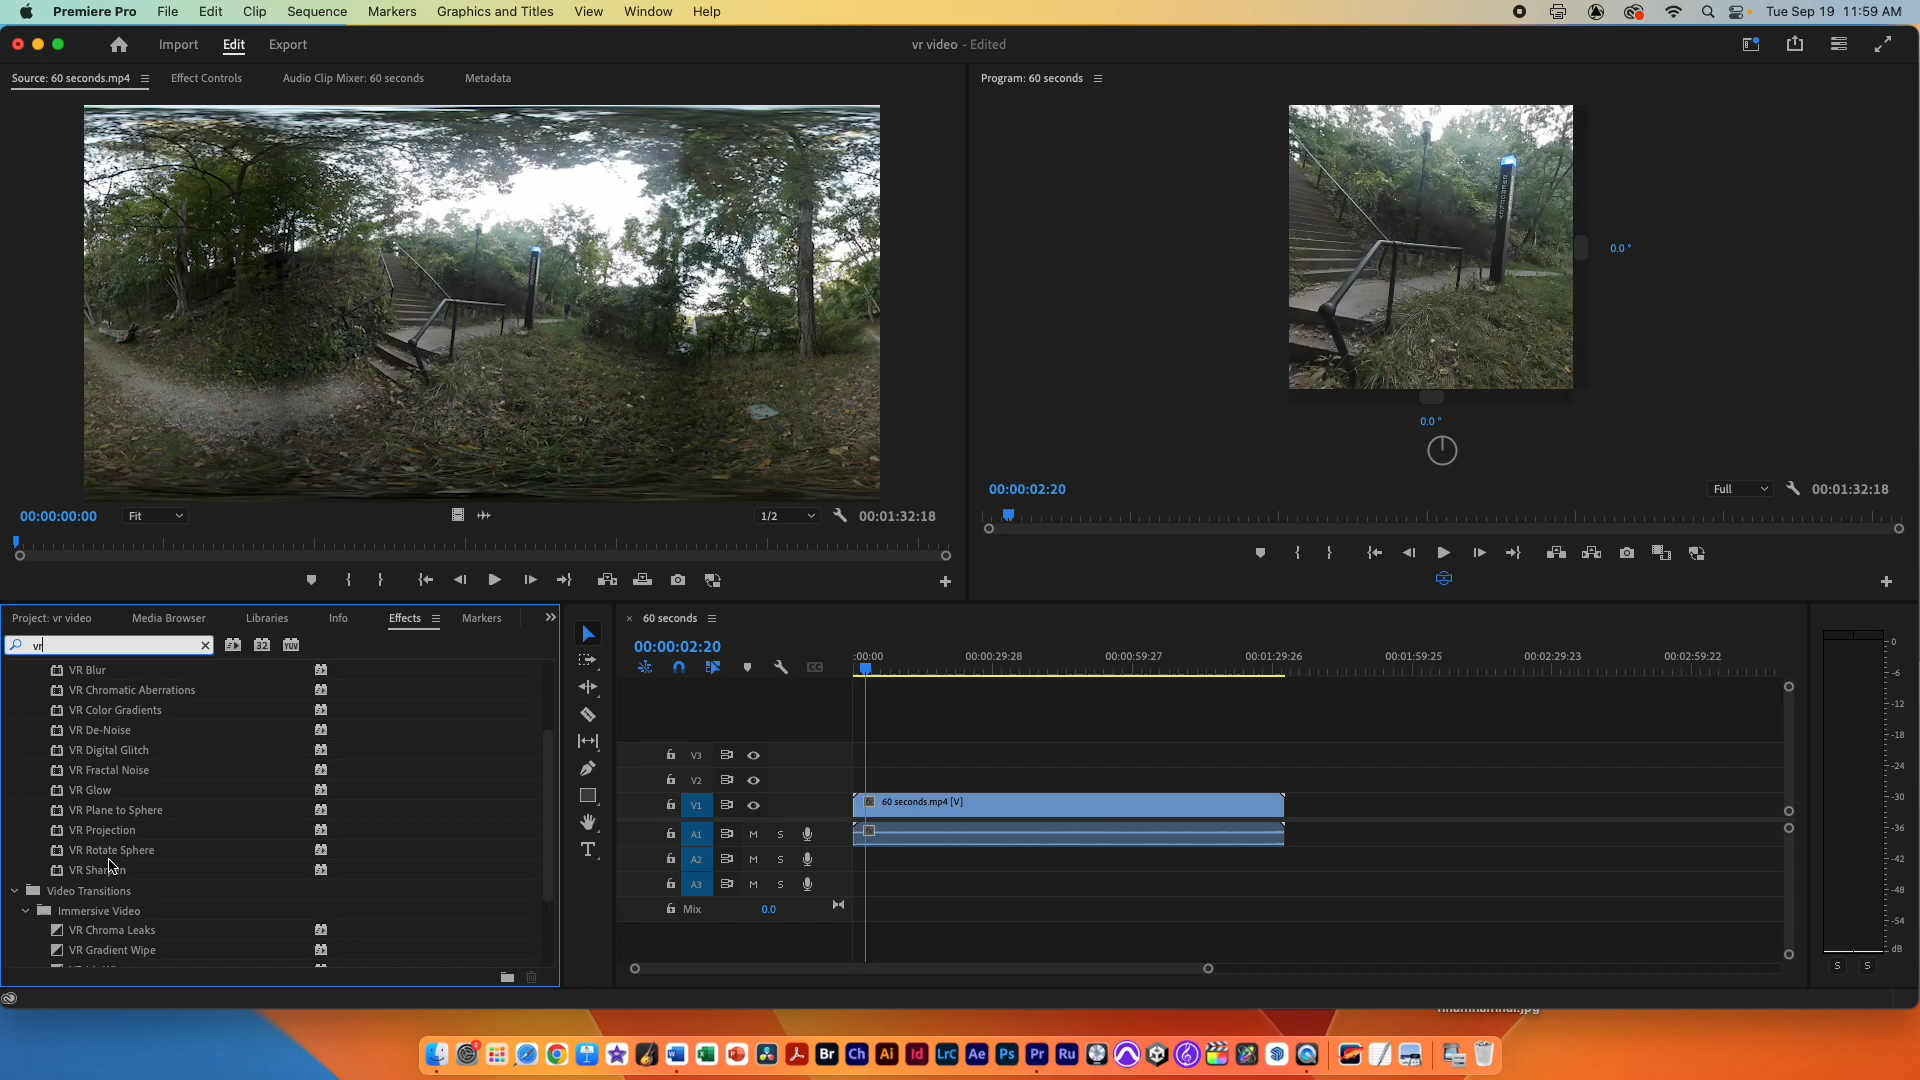 Premiere Pro File Edit Clip Sequence Markers Graphics and Titles View Window Help Tue Sep 19 11:59 AM
Import Edit Export vr video - Edited
Source: 60 seconds.mp4 Effect Controls Audio Clip Mixer: 60 seconds Metadata Program: 60 seconds
0.0 °
0.0 °
00:00:02:20 Full 00:01:32:18
00:00:00:00 Fit 1/2 00:01:32:18
Project: vr video Media Browser Libraries Info Effects Markers 60 seconds
vr 32 YUV
00:00:02:20
:00:00 00:00:29:28 00:00:59:27 00:01:29:26 00:01:59:25 00:02:29:23 00:02:59:22
VR Blur
VR Chromatic Aberrations
VR Color Gradients
VR De-Noise
VR Digital Glitch
VR Fractal Noise
VR Glow
VR Plane to Sphere
VR Projection
VR Rotate Sphere
VR Sharpen
Video Transitions
Immersive Video
VR Chroma Leaks
VR Gradient Wipe
V3
V2
V1 60 seconds.mp4 [V]
A1 M S
A2 M S
A3 M S
Mix 0.0
0
-6
-12
-18
-24
-30
-36
-42
-48
-54
dB
S S
Br Ch Ai Id LrC Ae Ps Pr Ru